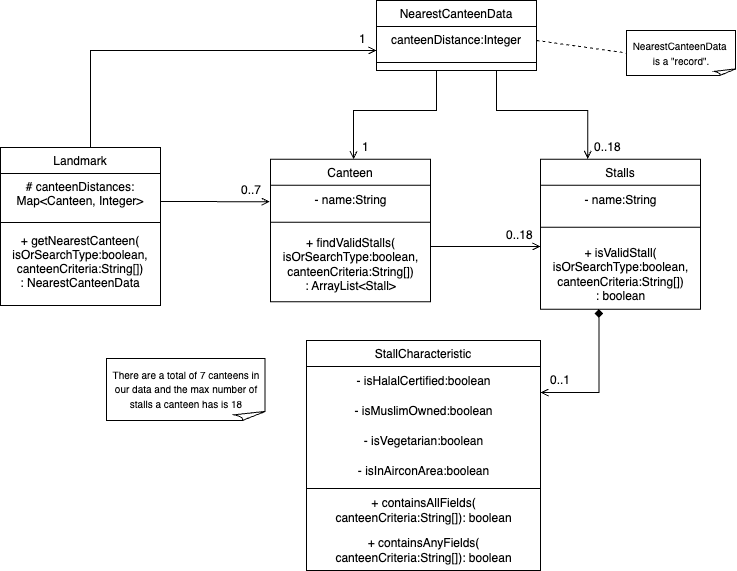 NearestCanteenData
canteenDistance:Integer
NearestCanteenData
is a "record".
1
1
0..18
Landmark
# canteenDistances:
Map<Canteen, Integer>
+ getNearestCanteen(
isOrSearchType:boolean,
canteenCriteria:String[])
: NearestCanteenData
0..7
Canteen
- name:String
+ findValidStalls(
isOrSearchType:boolean,
canteenCriteria:String[])
: ArrayList<Stall>
0..18
Stalls
- name:String
+ isValidStall(
isOrSearchType:boolean,
canteenCriteria:String[])
: boolean
There are a total of 7 canteens in
our data and the max number of
stalls a canteen has is 18
StallCharacteristic
- isHalalCertified:boolean
- isMuslimOwned:boolean
- isVegetarian:boolean
- isInAirconArea:boolean
+ containsAllFields(
canteenCriteria:String[]): boolean
+ containsAnyFields(
canteenCriteria:String[]): boolean
0..1